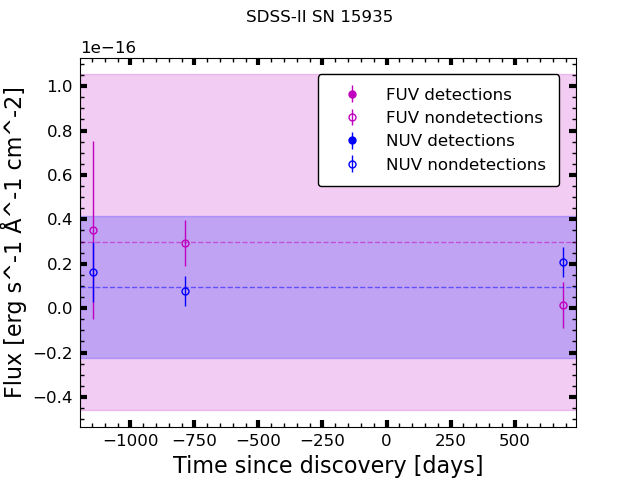 SDSS-II SN 15935
1e−16
FUV detections
FUV nondetections
NUV detections
NUV nondetections
1.0
0.8
0.6
0.4
0.2
0.0
−0.2
−0.4
Flux [erg s^-1 Å^-1 cm^-2]
−1000 −750 −500 −250 0 250 500
Time since discovery [days]